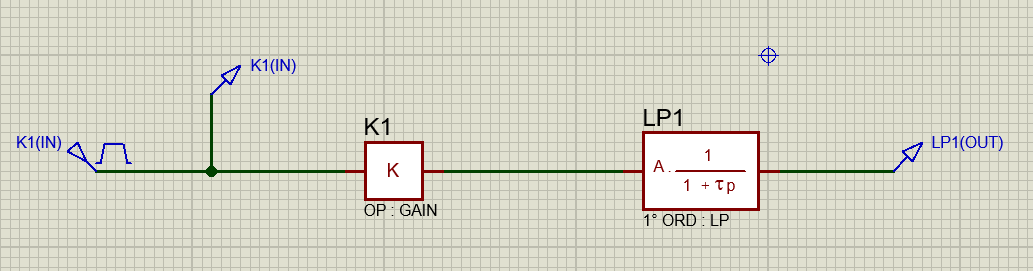 K1(IN)
K1(IN)
K1
K
OP : GAIN
LP1
A . 1
1 + τp
1° ORD : LP
LP1(OUT)